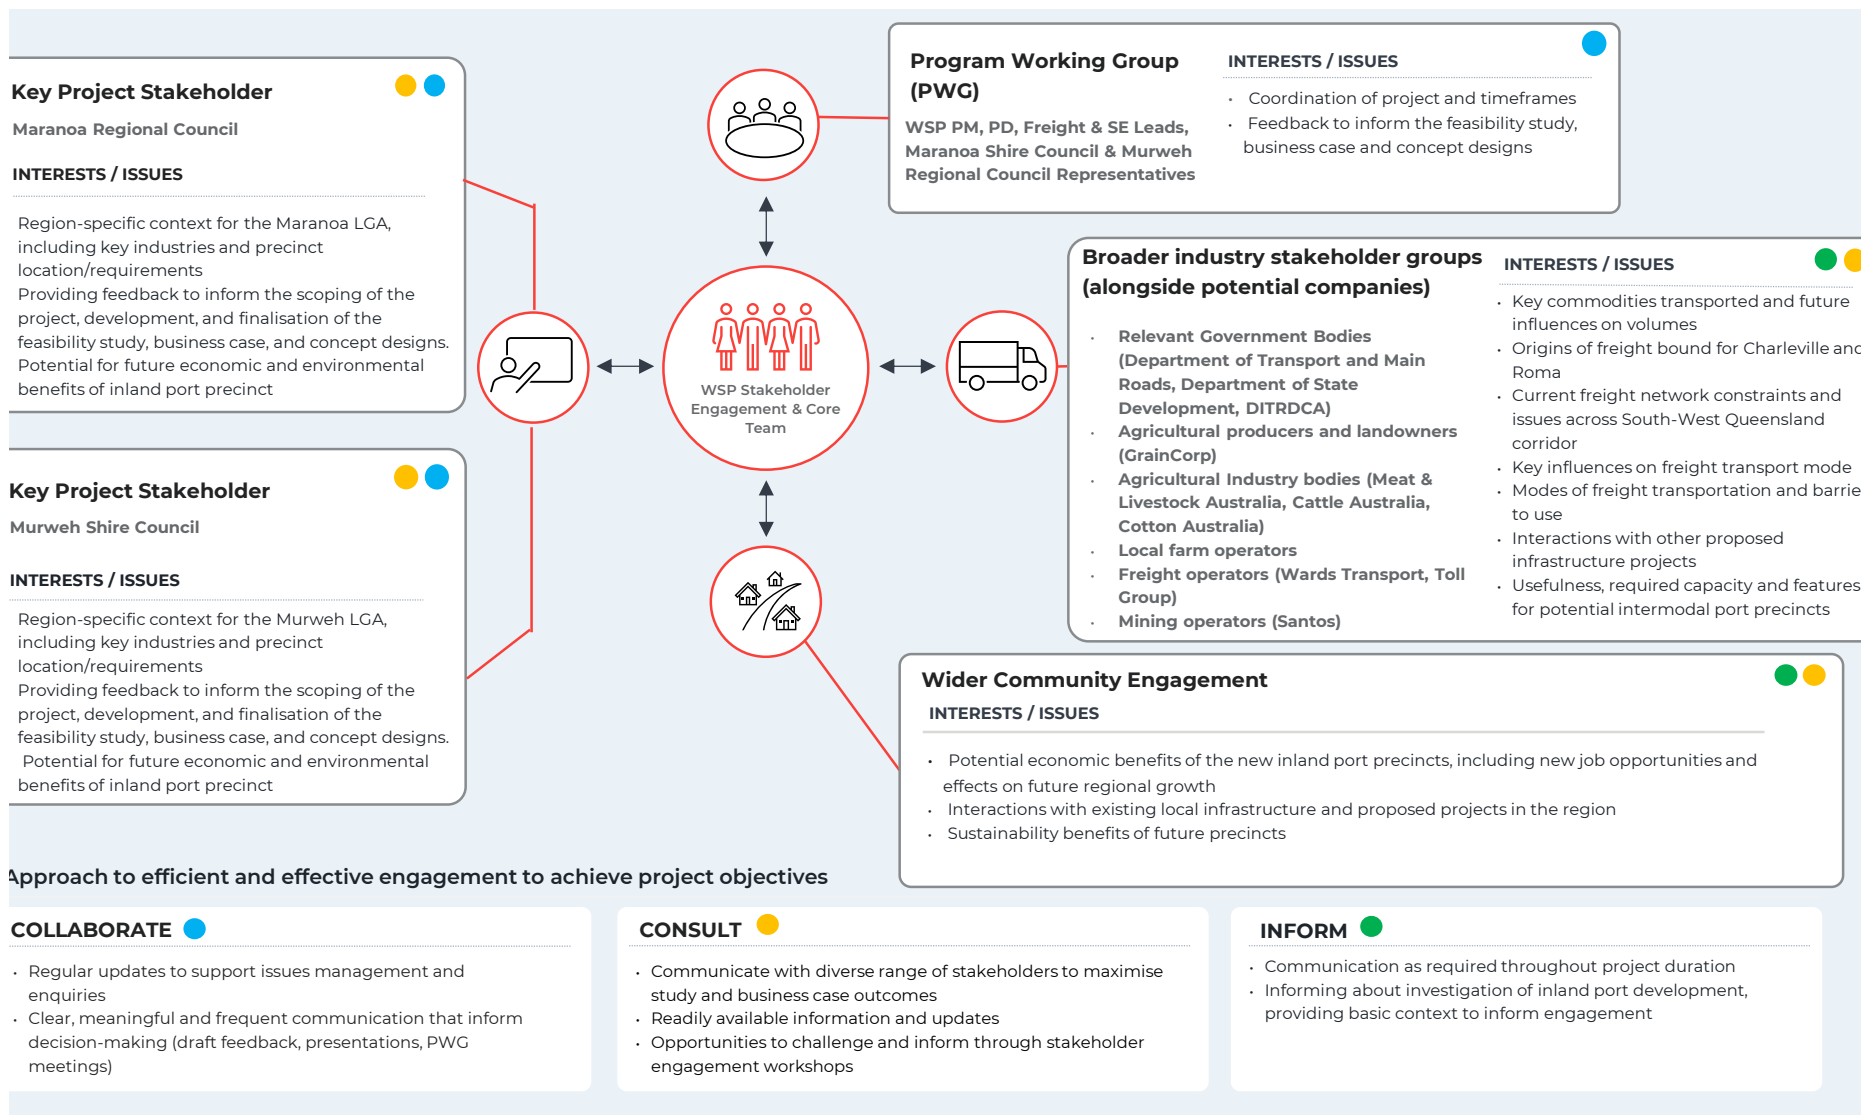 Key Project Stakeholder
Maranoa Regional Council
INTERESTS / ISSUES
Region-specific context for the Maranoa LGA,
including key industries and precinct
location/requirements
Providing feedback to inform the scoping of the
project, development, and finalisation of the
feasibility study, business case, and concept designs.
Potential for future economic and environmental
benefits of inland port precinct
Key Project Stakeholder
Murweh Shire Council
INTERESTS / ISSUES
Region-specific context for the Murweh LGA,
including key industries and precinct
location/requirements
Providing feedback to inform the scoping of the
project, development, and finalisation of the
feasibility study, business case, and concept designs.
Potential for future economic and environmental
benefits of inland port precinct
WSP Stakeholder
Engagement & Core
Team
Program Working Group
(PWG)
WSP PM, PD, Freight & SE Leads,
Maranoa Shire Council & Murweh
Regional Council Representatives
INTERESTS / ISSUES
• Coordination of project and timeframes
• Feedback to inform the feasibility study,
business case and concept designs
Broader industry stakeholder groups
(alongside potential companies)
• Relevant Government Bodies
(Department of Transport and Main
Roads, Department of State
Development, DITRDCA)
• Agricultural producers and landowners
(GrainCorp)
• Agricultural Industry bodies (Meat &
Livestock Australia, Cattle Australia,
Cotton Australia)
• Local farm operators
• Freight operators (Wards Transport, Toll
Group)
• Mining operators (Santos)
INTERESTS / ISSUES
• Key commodities transported and future
influences on volumes
• Origins of freight bound for Charleville and
Roma
• Current freight network constraints and
issues across South-West Queensland
corridor
• Key influences on freight transport mode
• Modes of freight transportation and barrie
to use
• Interactions with other proposed
infrastructure projects
• Usefulness, required capacity and features
for potential intermodal port precincts
Wider Community Engagement
INTERESTS / ISSUES
• Potential economic benefits of the new inland port precincts, including new job opportunities and
effects on future regional growth
• Interactions with existing local infrastructure and proposed projects in the region
• Sustainability benefits of future precincts
Approach to efficient and effective engagement to achieve project objectives
COLLABORATE
• Regular updates to support issues management and
enquiries
• Clear, meaningful and frequent communication that inform
decision-making (draft feedback, presentations, PWG
meetings)
CONSULT
• Communicate with diverse range of stakeholders to maximise
study and business case outcomes
• Readily available information and updates
• Opportunities to challenge and inform through stakeholder
engagement workshops
INFORM
• Communication as required throughout project duration
• Informing about investigation of inland port development,
providing basic context to inform engagement